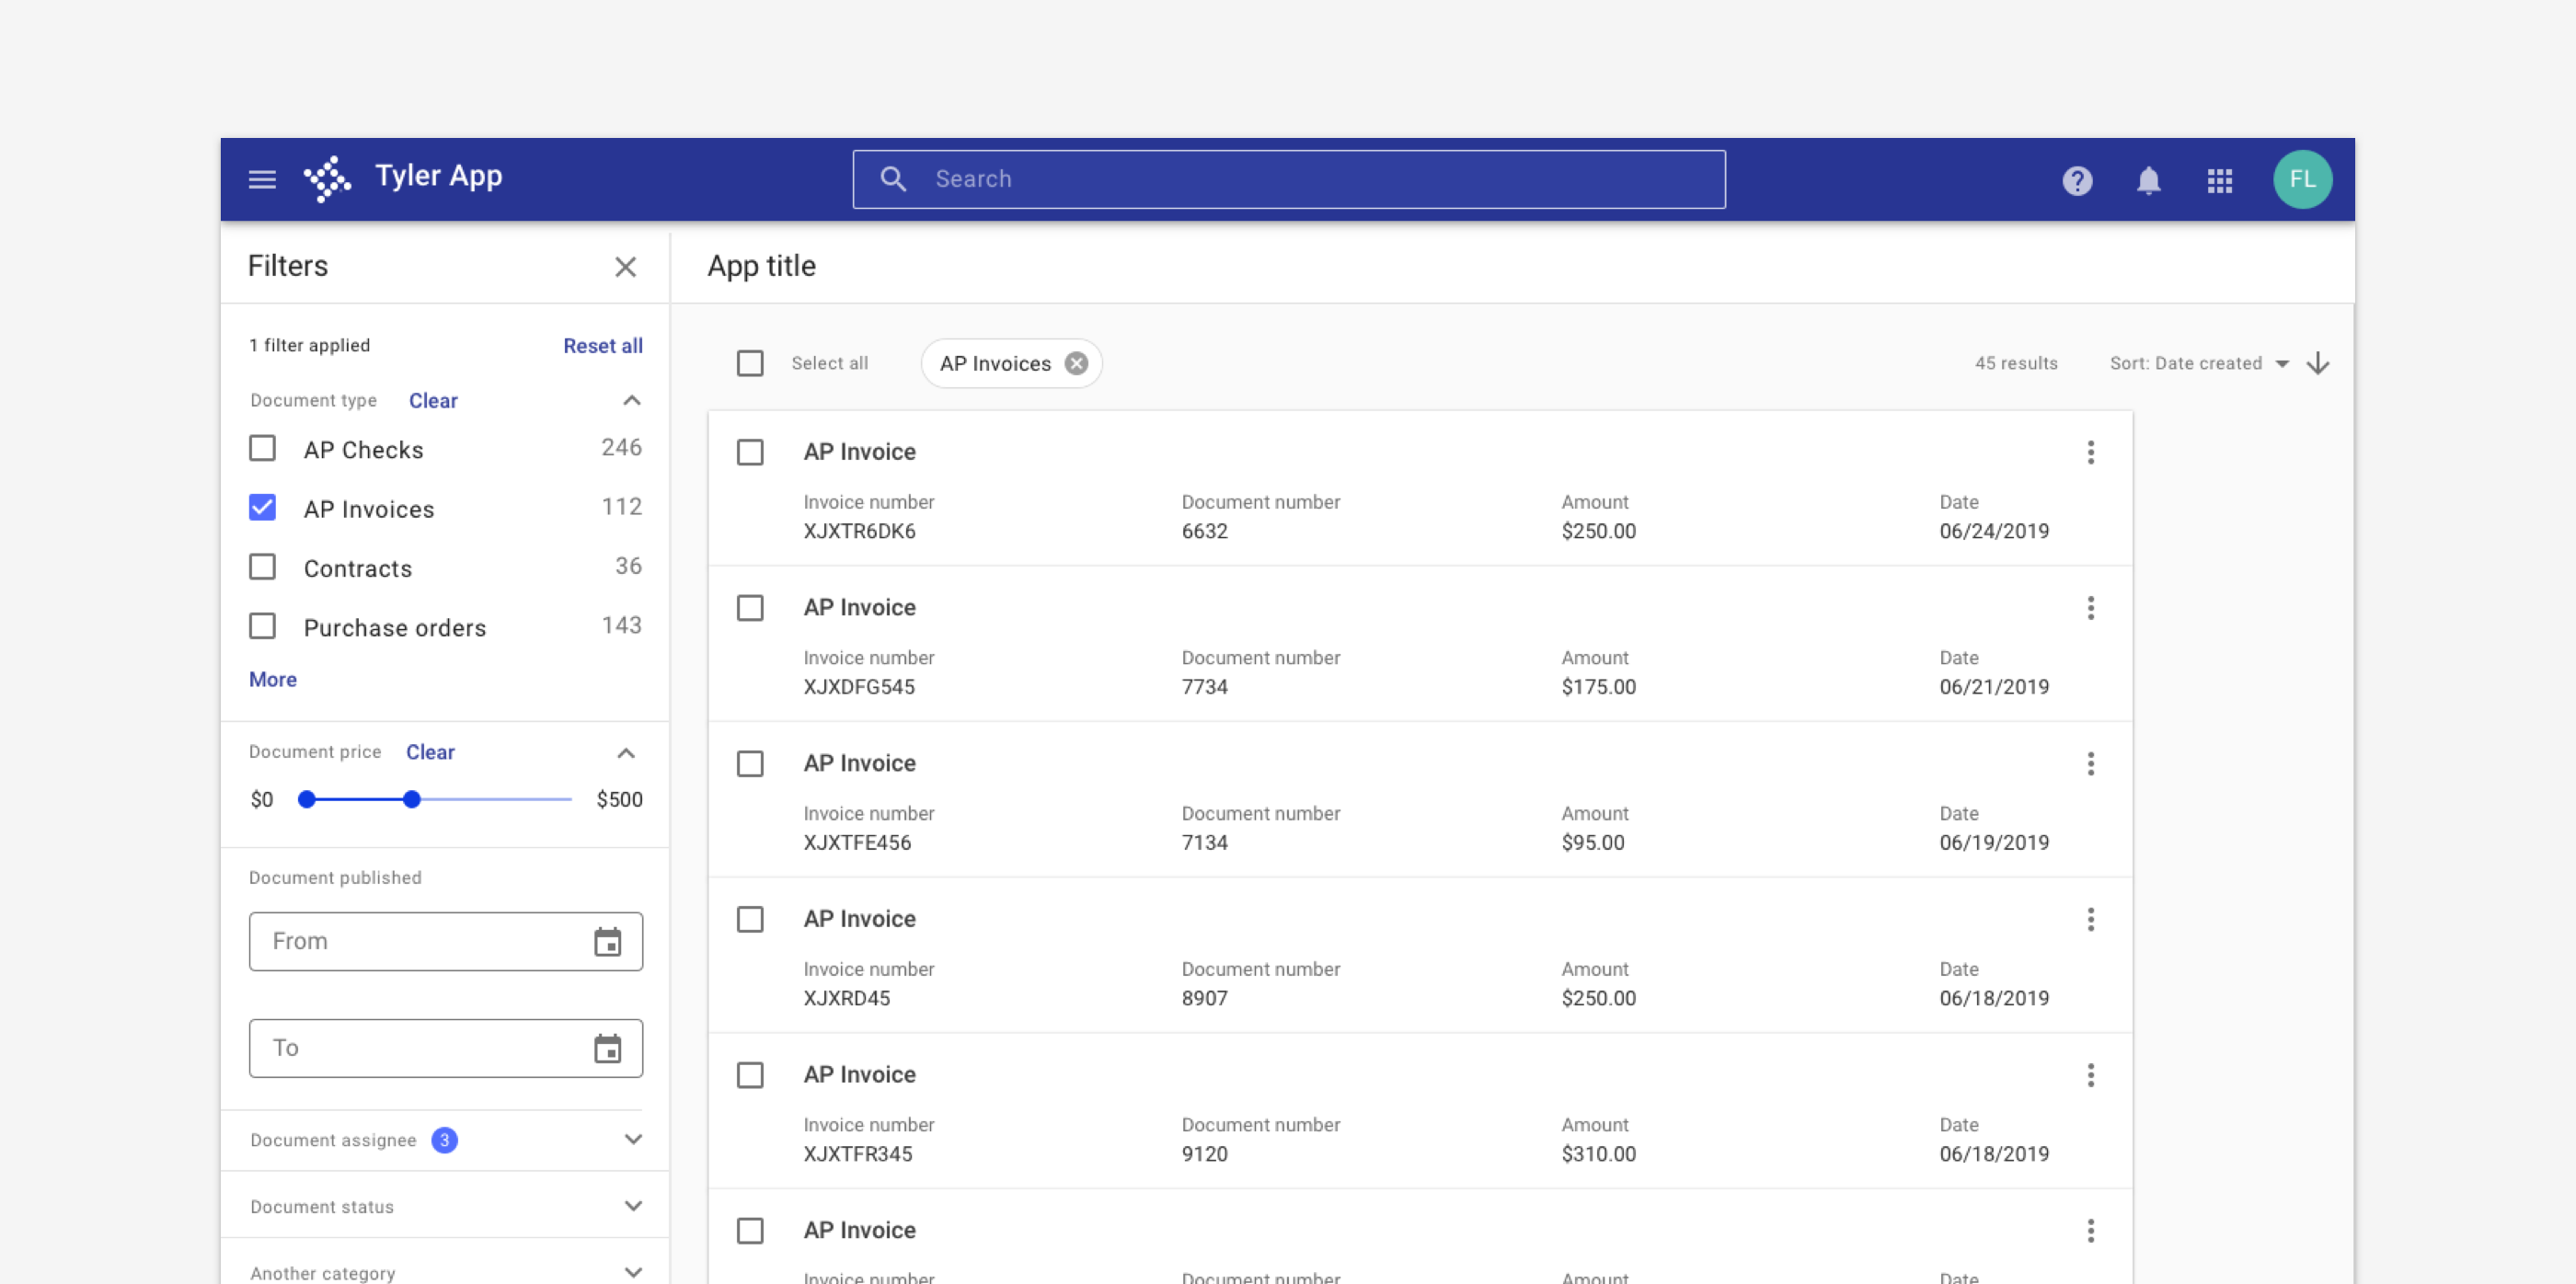 Tyler App
Search
FL
Filters
App title
1 filter applied
Reset all
Select all
AP Invoices
45 results
Sort: Date created
Document type
Clear
AP Checks
246
AP Invoices
112
Contracts
36
Purchase orders
143
More
Document price
Clear
$0
$500
Document published
From
To
Document assignee
3
Document status
Another category
AP Invoice
Invoice number
Document number
Amount
Date
XJXTR6DK6
6632
$250.00
06/24/2019
AP Invoice
Invoice number
Document number
Amount
Date
XJXDFG545
7734
$175.00
06/21/2019
AP Invoice
Invoice number
Document number
Amount
Date
XJXTFE456
7134
$95.00
06/19/2019
AP Invoice
Invoice number
Document number
Amount
Date
XJXRD45
8907
$250.00
06/18/2019
AP Invoice
Invoice number
Document number
Amount
Date
XJXTFR345
9120
$310.00
06/18/2019
AP Invoice
Invoice number
Document number
Amount
Date